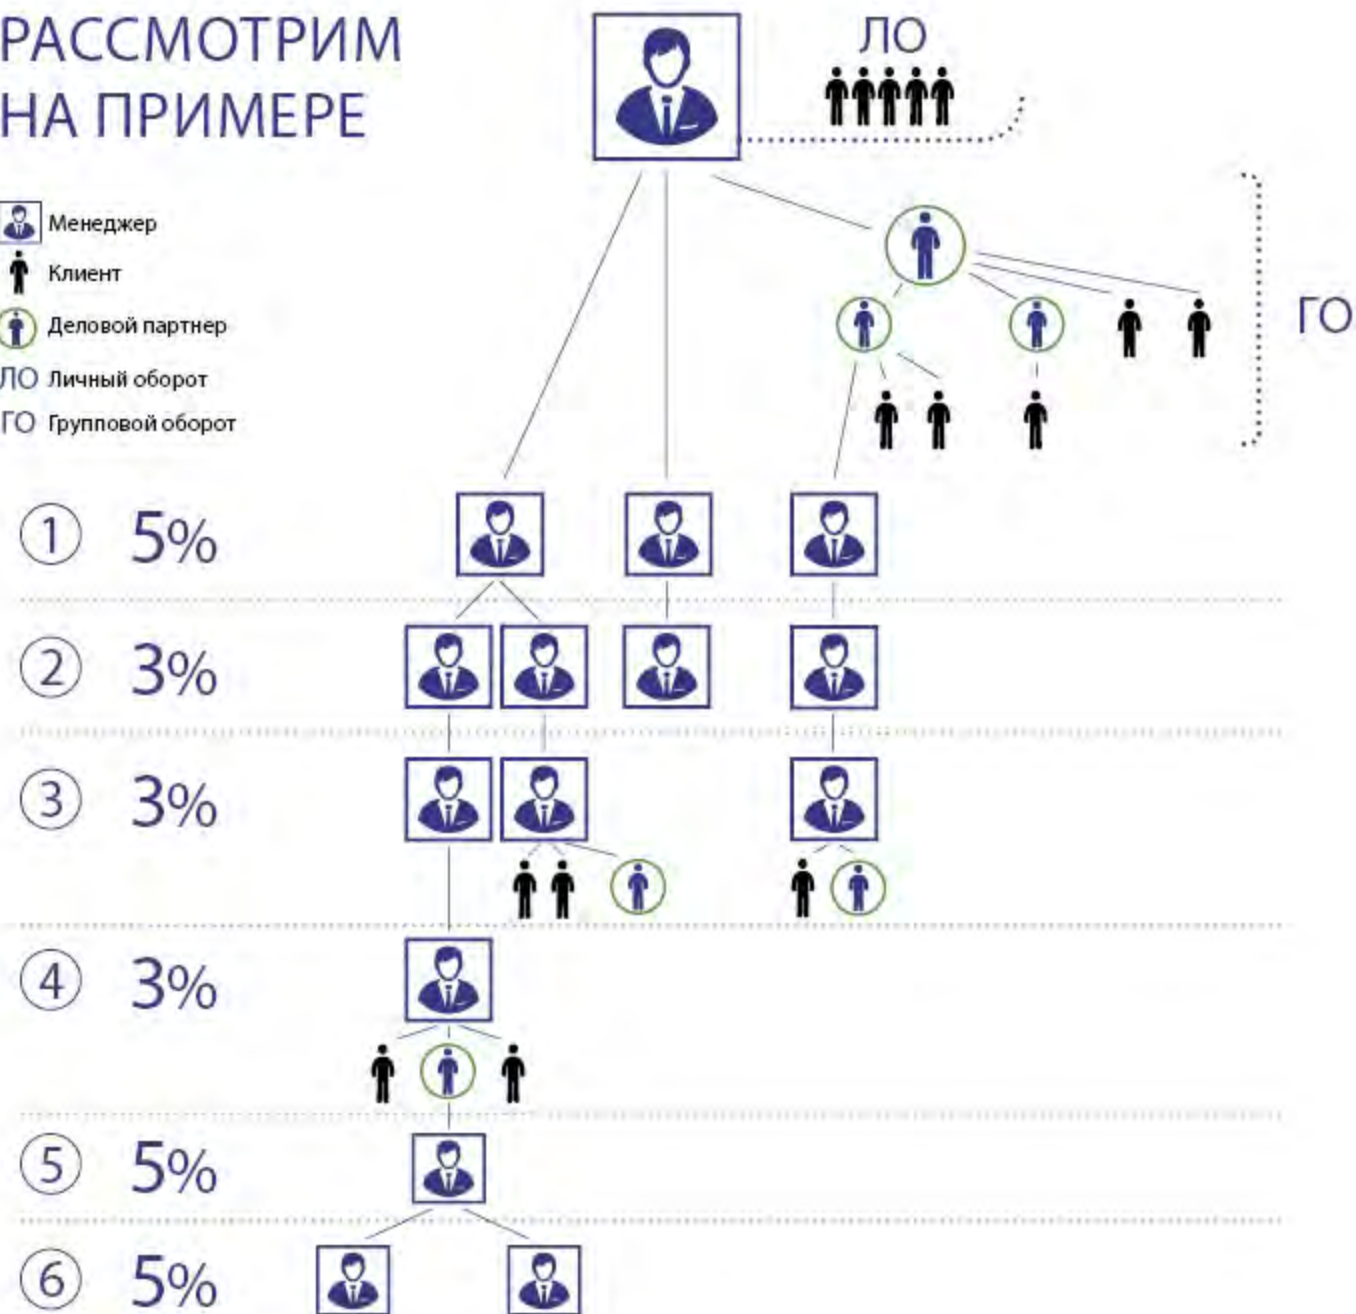 РАССМОТРИМ
НА ПРИМЕРЕ
ЛО
Менеджер
Клиент
Деловой партнер
ЛО Личный оборот
ГО Групповой оборот
ГО
1 5%
2 3%
3 3%
4 3%
5 5%
6 5%